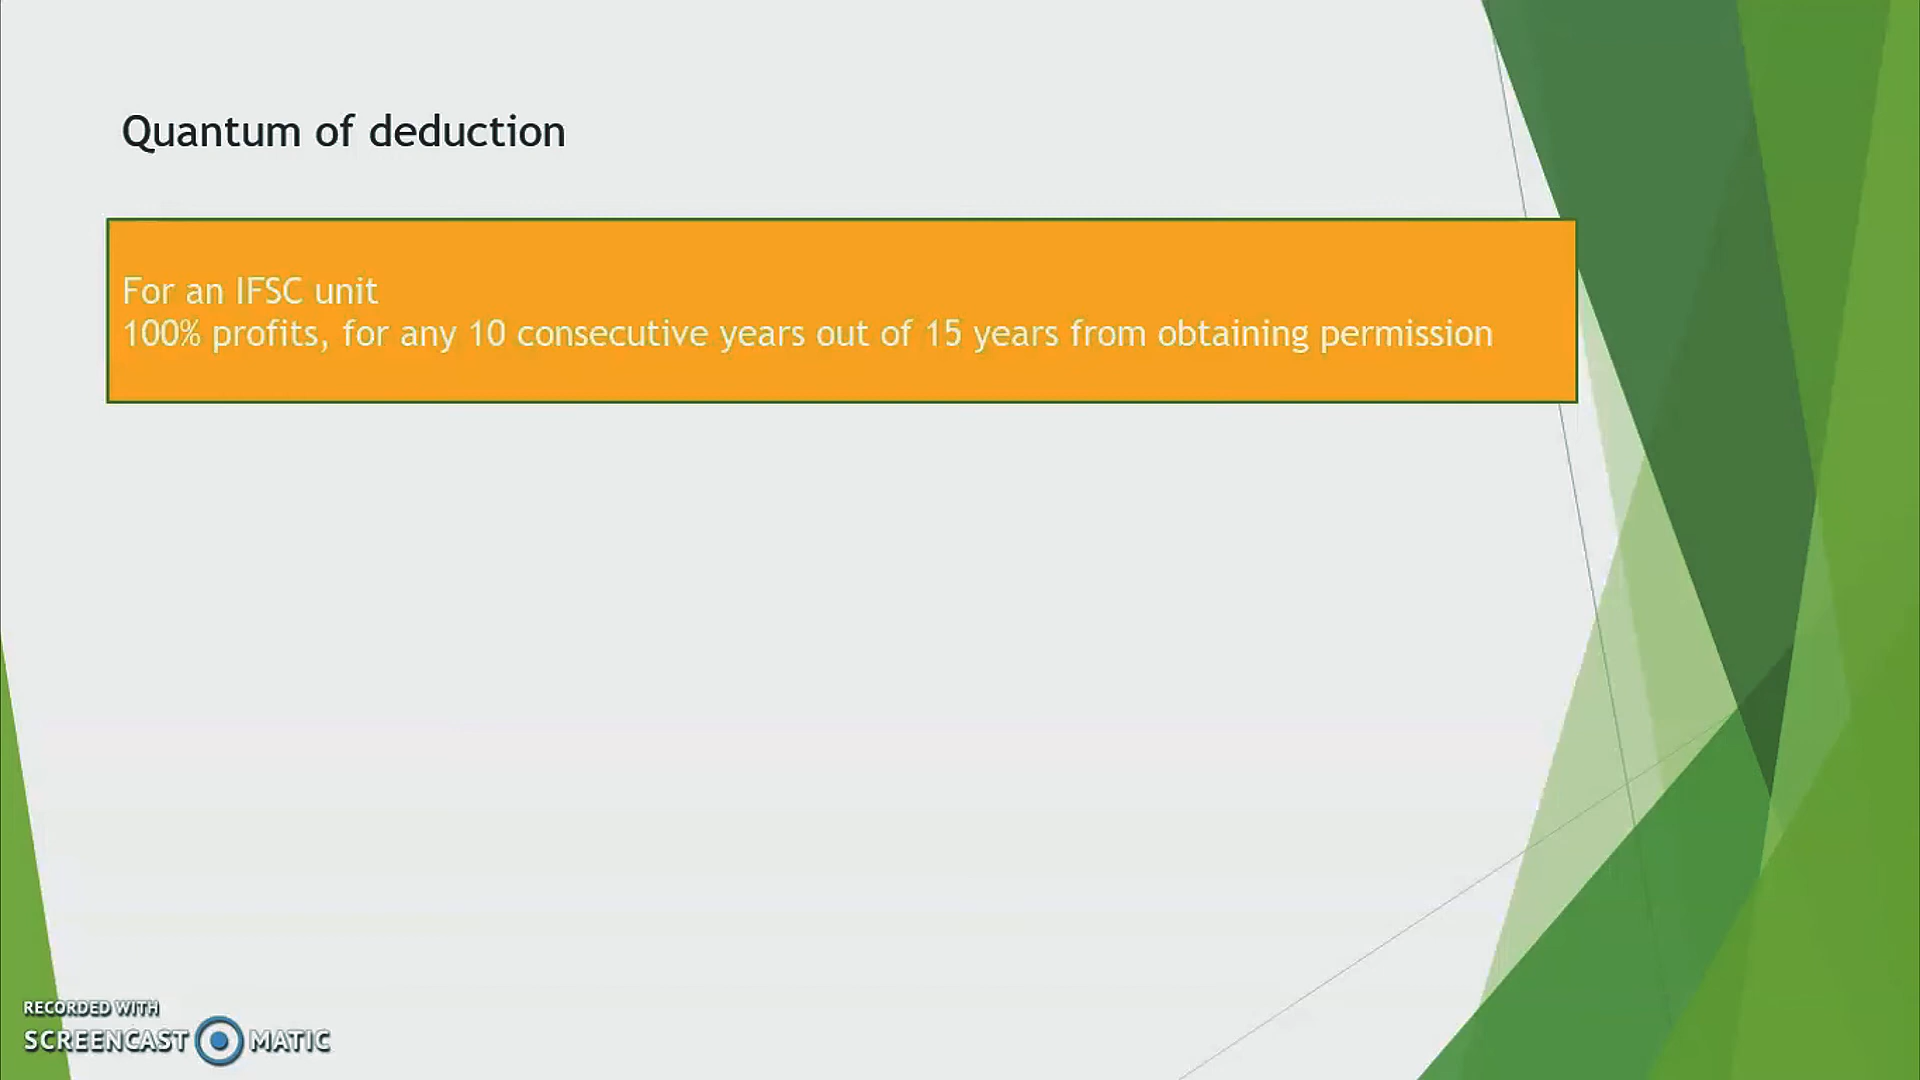 Quantum of deduction
For an IFSC unit
100% profits, for any 10 consecutive years out of 15 years from obtaining permission
RECORDED WITH
SCREENCAST MATIC